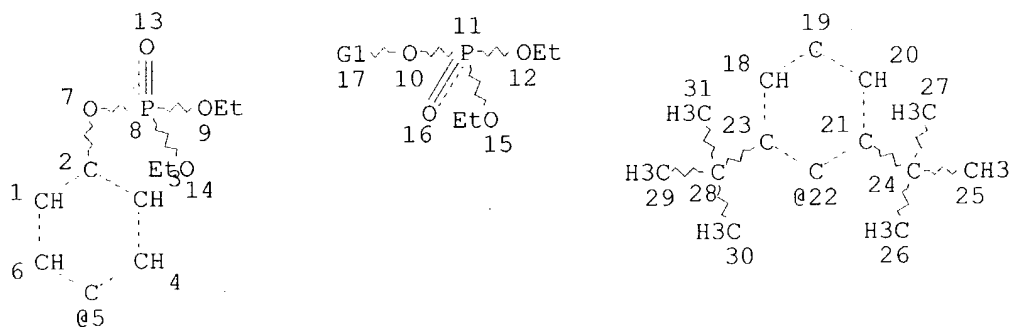 13
O
7
O P OEt
8 9
2
C EtO
3 14
1
CH CH
CH CH
6 4
C
@5
11
G1 O P OEt
17 10 12
O EtO
16 15
19
C
18 20
CH CH
31 27
H3C H3C
23 21
C C
H3C C C C CH3
29 28 @22 24 25
H3C H3C
30 26